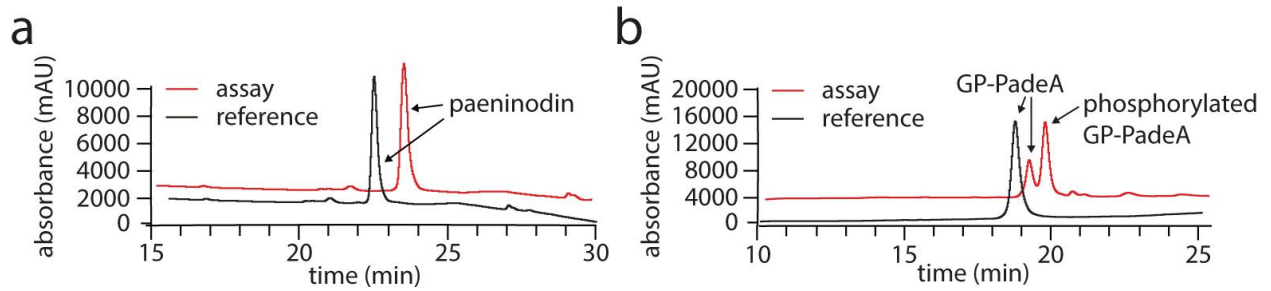 a
absorbance (mAU)
10000
8000
6000
4000
2000
0
assay
reference
paeninodin
15
20
25
30
time (min)
b
absorbance (mAU)
20000
16000
12000
8000
4000
0
assay
reference
GP-PadeA
phosphorylated
GP-PadeA
10
15
20
25
time (min)